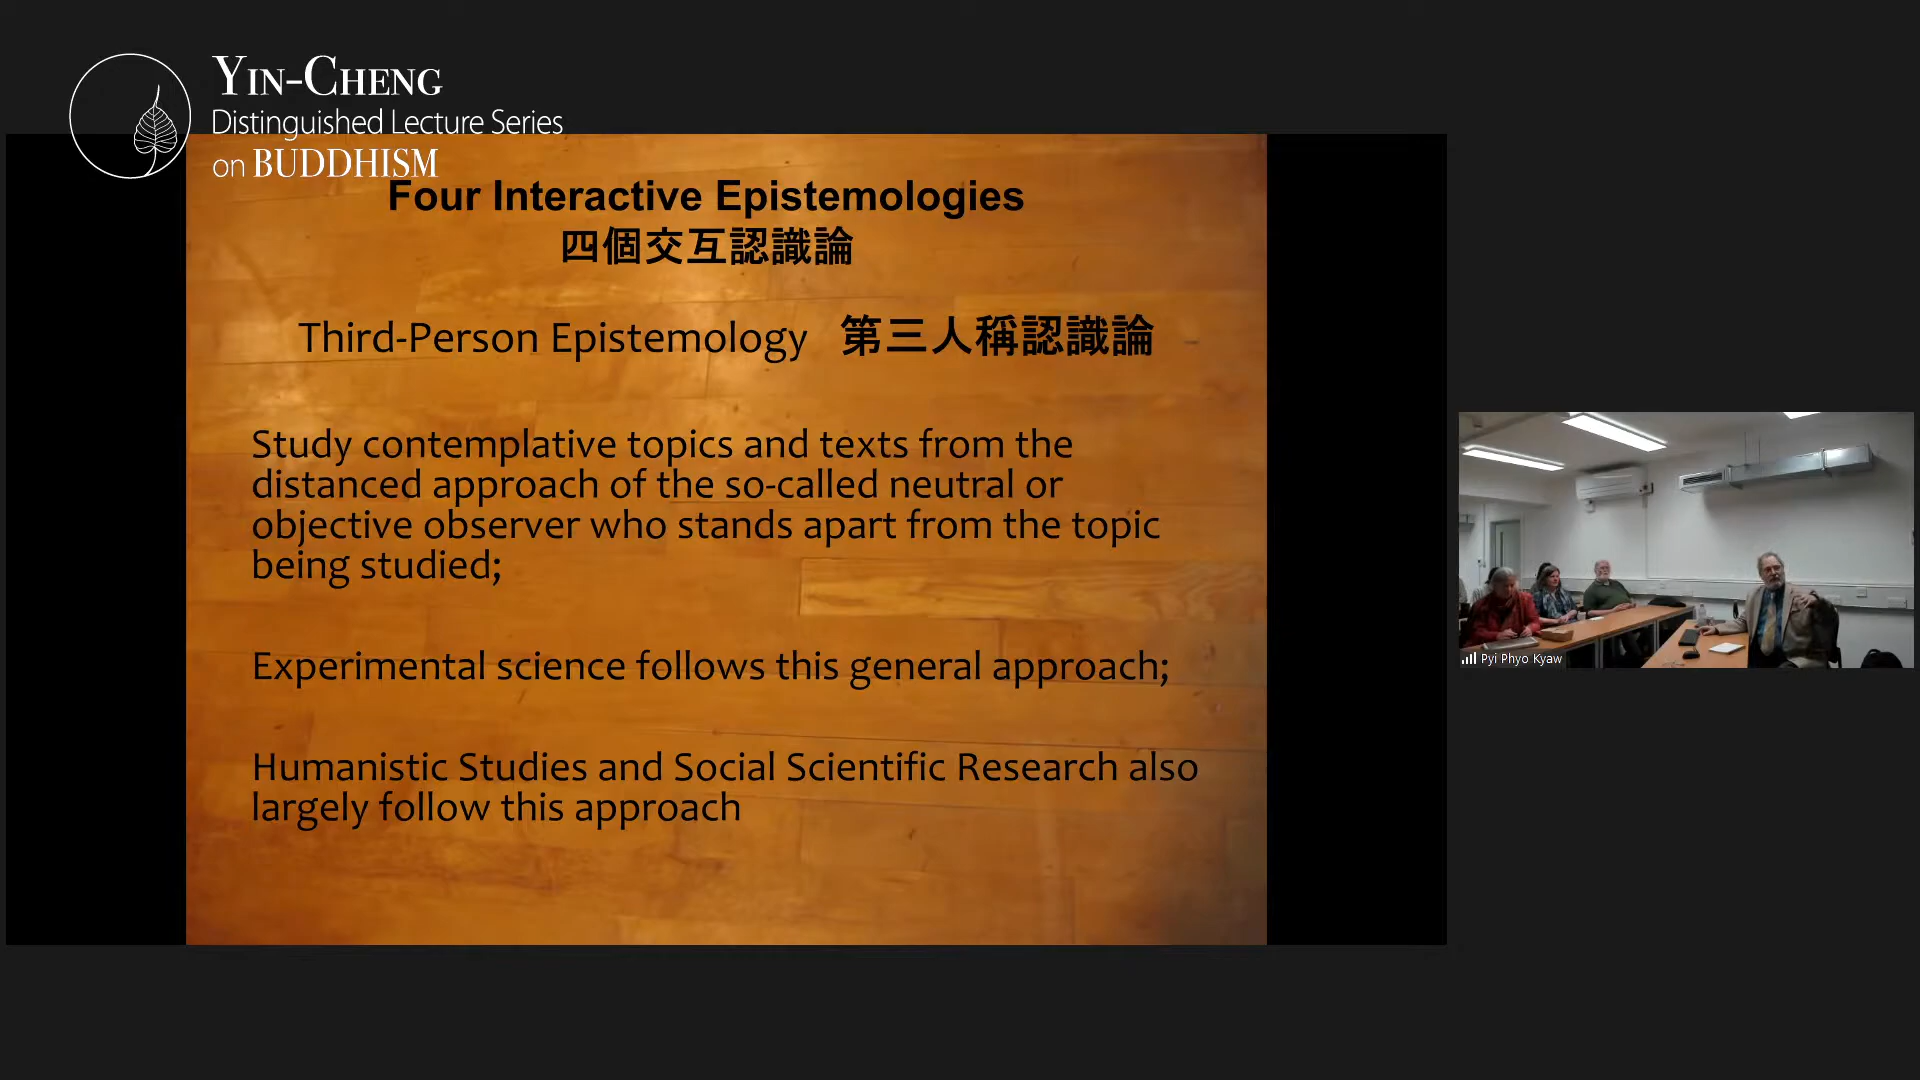 YIN-CHENG
Distinguished Lecture Series
on BUDDHISM
Four Interactive Epistemologies
四個交互認識論
Third-Person Epistemology 第三人稱認識論
Study contemplative topics and texts from the
distanced approach of the so-called neutral or
objective observer who stands apart from the topic
being studied;
Experimental science follows this general approach;
Humanistic Studies and Social Scientific Research also
largely follow this approach
Pyi Phyo Kyaw